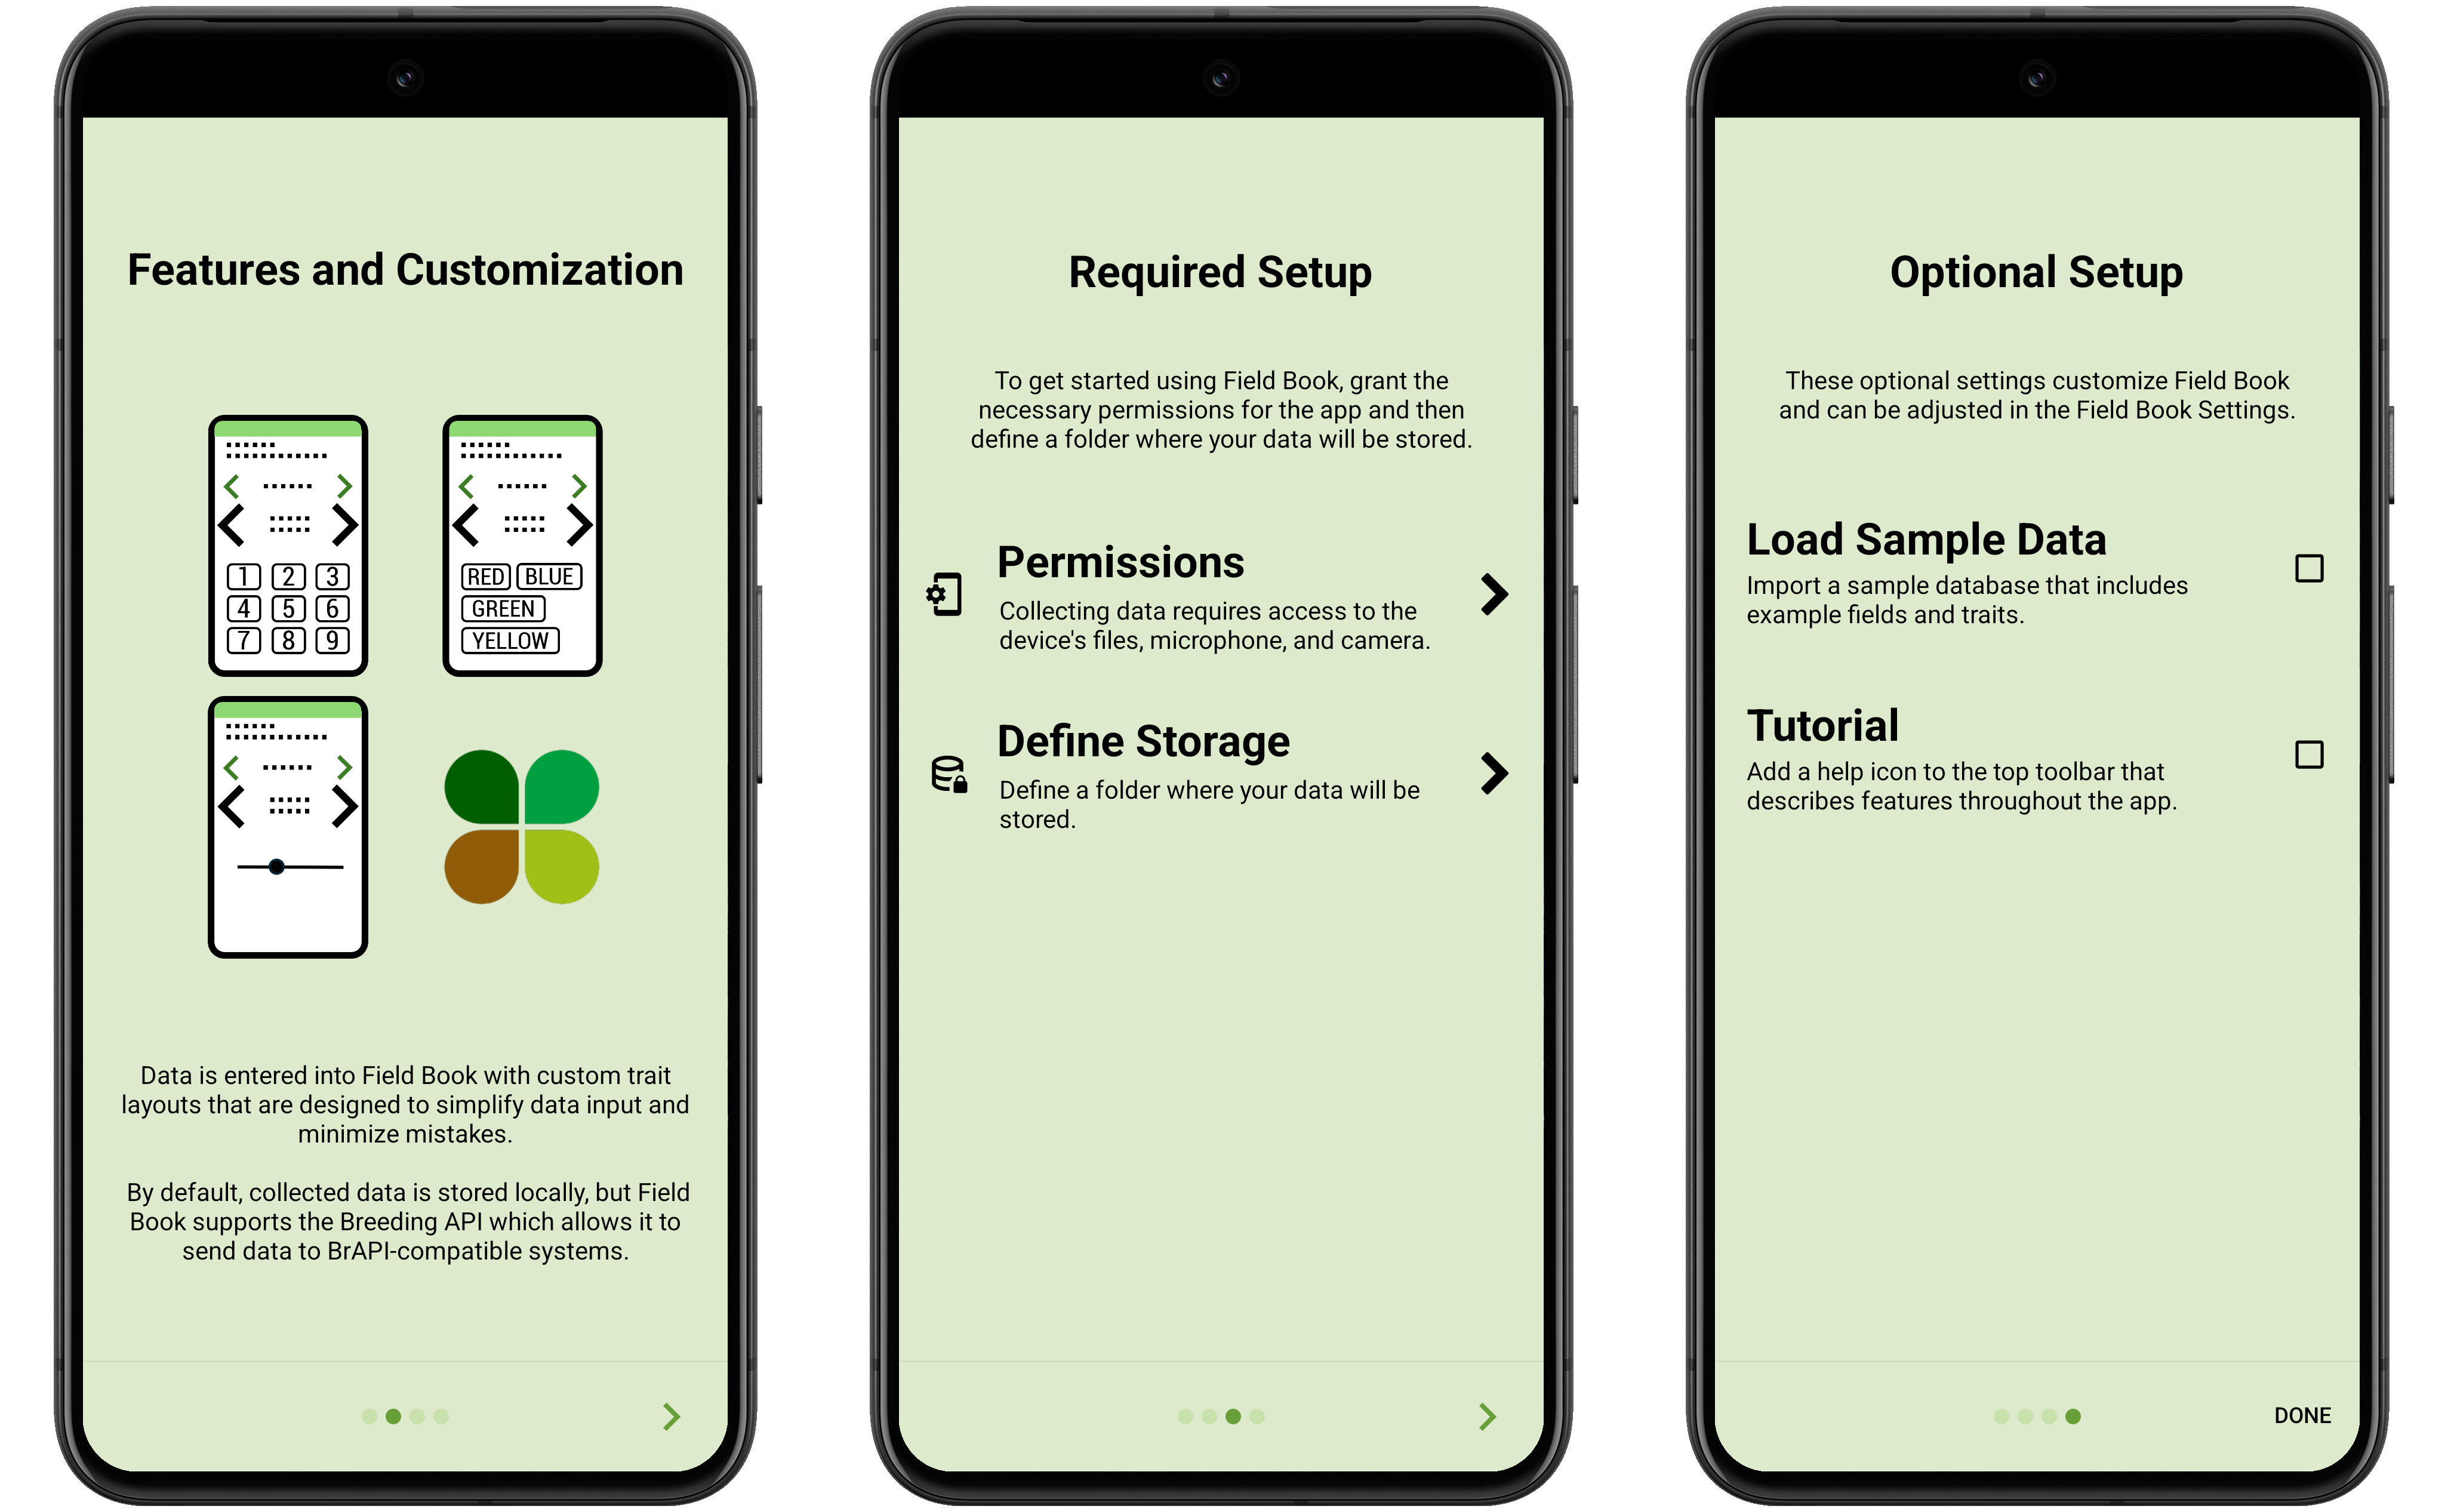 Features and Customization
1 2 3
4 5 6
7 8 9
RED BLUE
GREEN
YELLOW
Data is entered into Field Book with custom trait
layouts that are designed to simplify data input and
minimize mistakes.
By default, collected data is stored locally, but Field
Book supports the Breeding API which allows it to
send data to BrAPI-compatible systems.
Required Setup
To get started using Field Book, grant the
necessary permissions for the app and then
define a folder where your data will be stored.
Permissions
Collecting data requires access to the
device's files, microphone, and camera.
Define Storage
Define a folder where your data will be
stored.
Optional Setup
These optional settings customize Field Book
and can be adjusted in the Field Book Settings.
Load Sample Data
Import a sample database that includes
example fields and traits.
Tutorial
Add a help icon to the top toolbar that
describes features throughout the app.
DONE